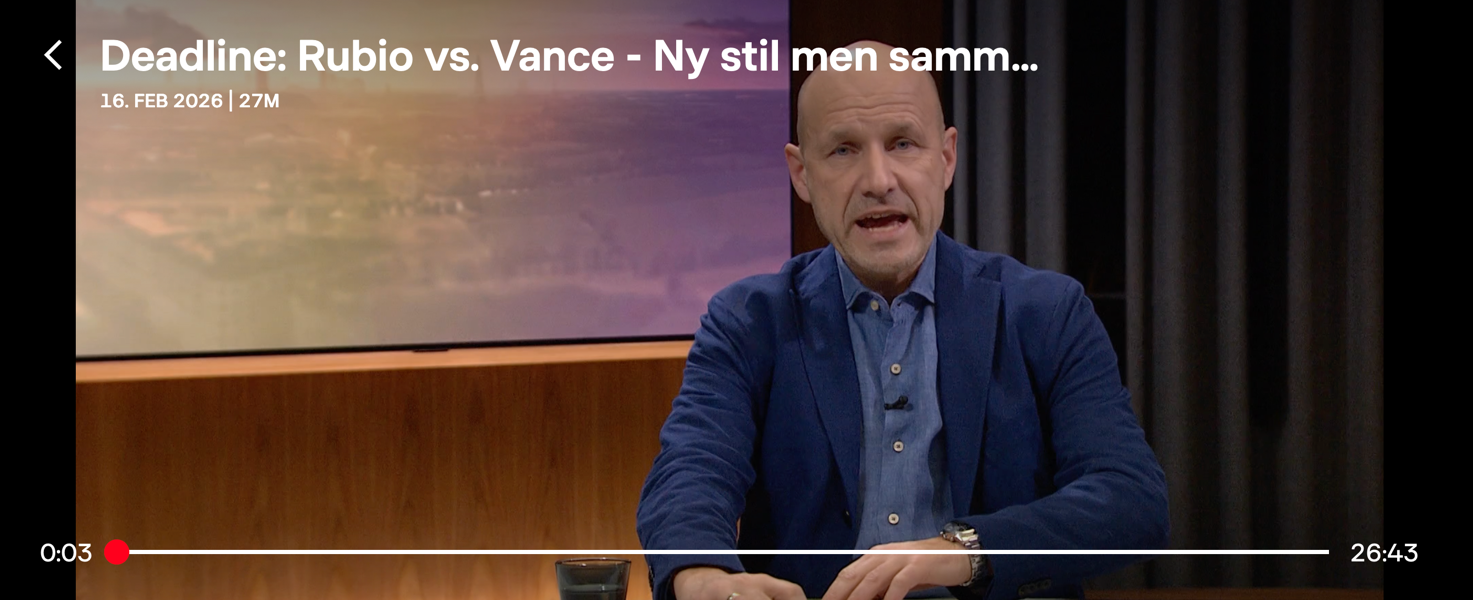 Deadline: Rubio vs. Vance - Ny stil men samm...
16. FEB 2026 | 27M
0:03
26:43